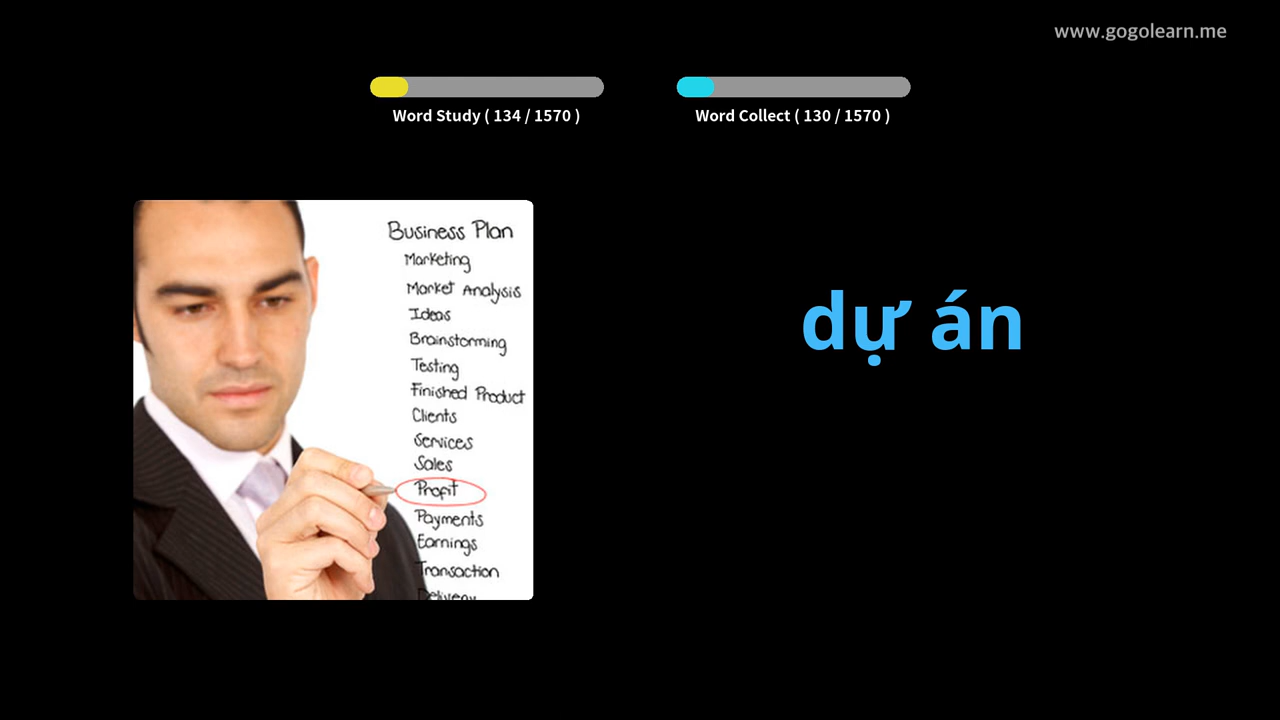 www.gogolearn.me
Word Study ( 134 / 1570 )
Word Collect ( 130 / 1570 )
Business Plan
Marketing
Market Analysis
Ideas
Brainstorming
Testing
Finished Product
Clients
Services
Sales
Profit
Payments
Earnings
Transaction
Delivery
dự án